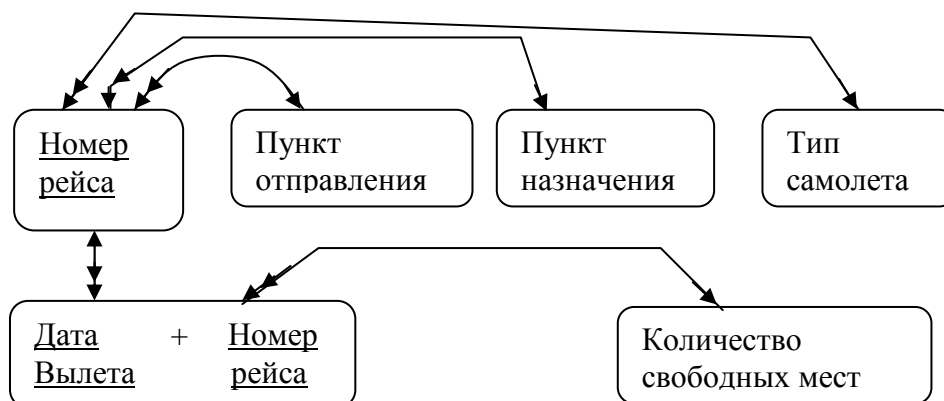 Номер
рейса
Пункт
отправления
Пункт
назначения
Тип
самолета
Дата + Номер
Вылета рейса
Количество
свободных мест